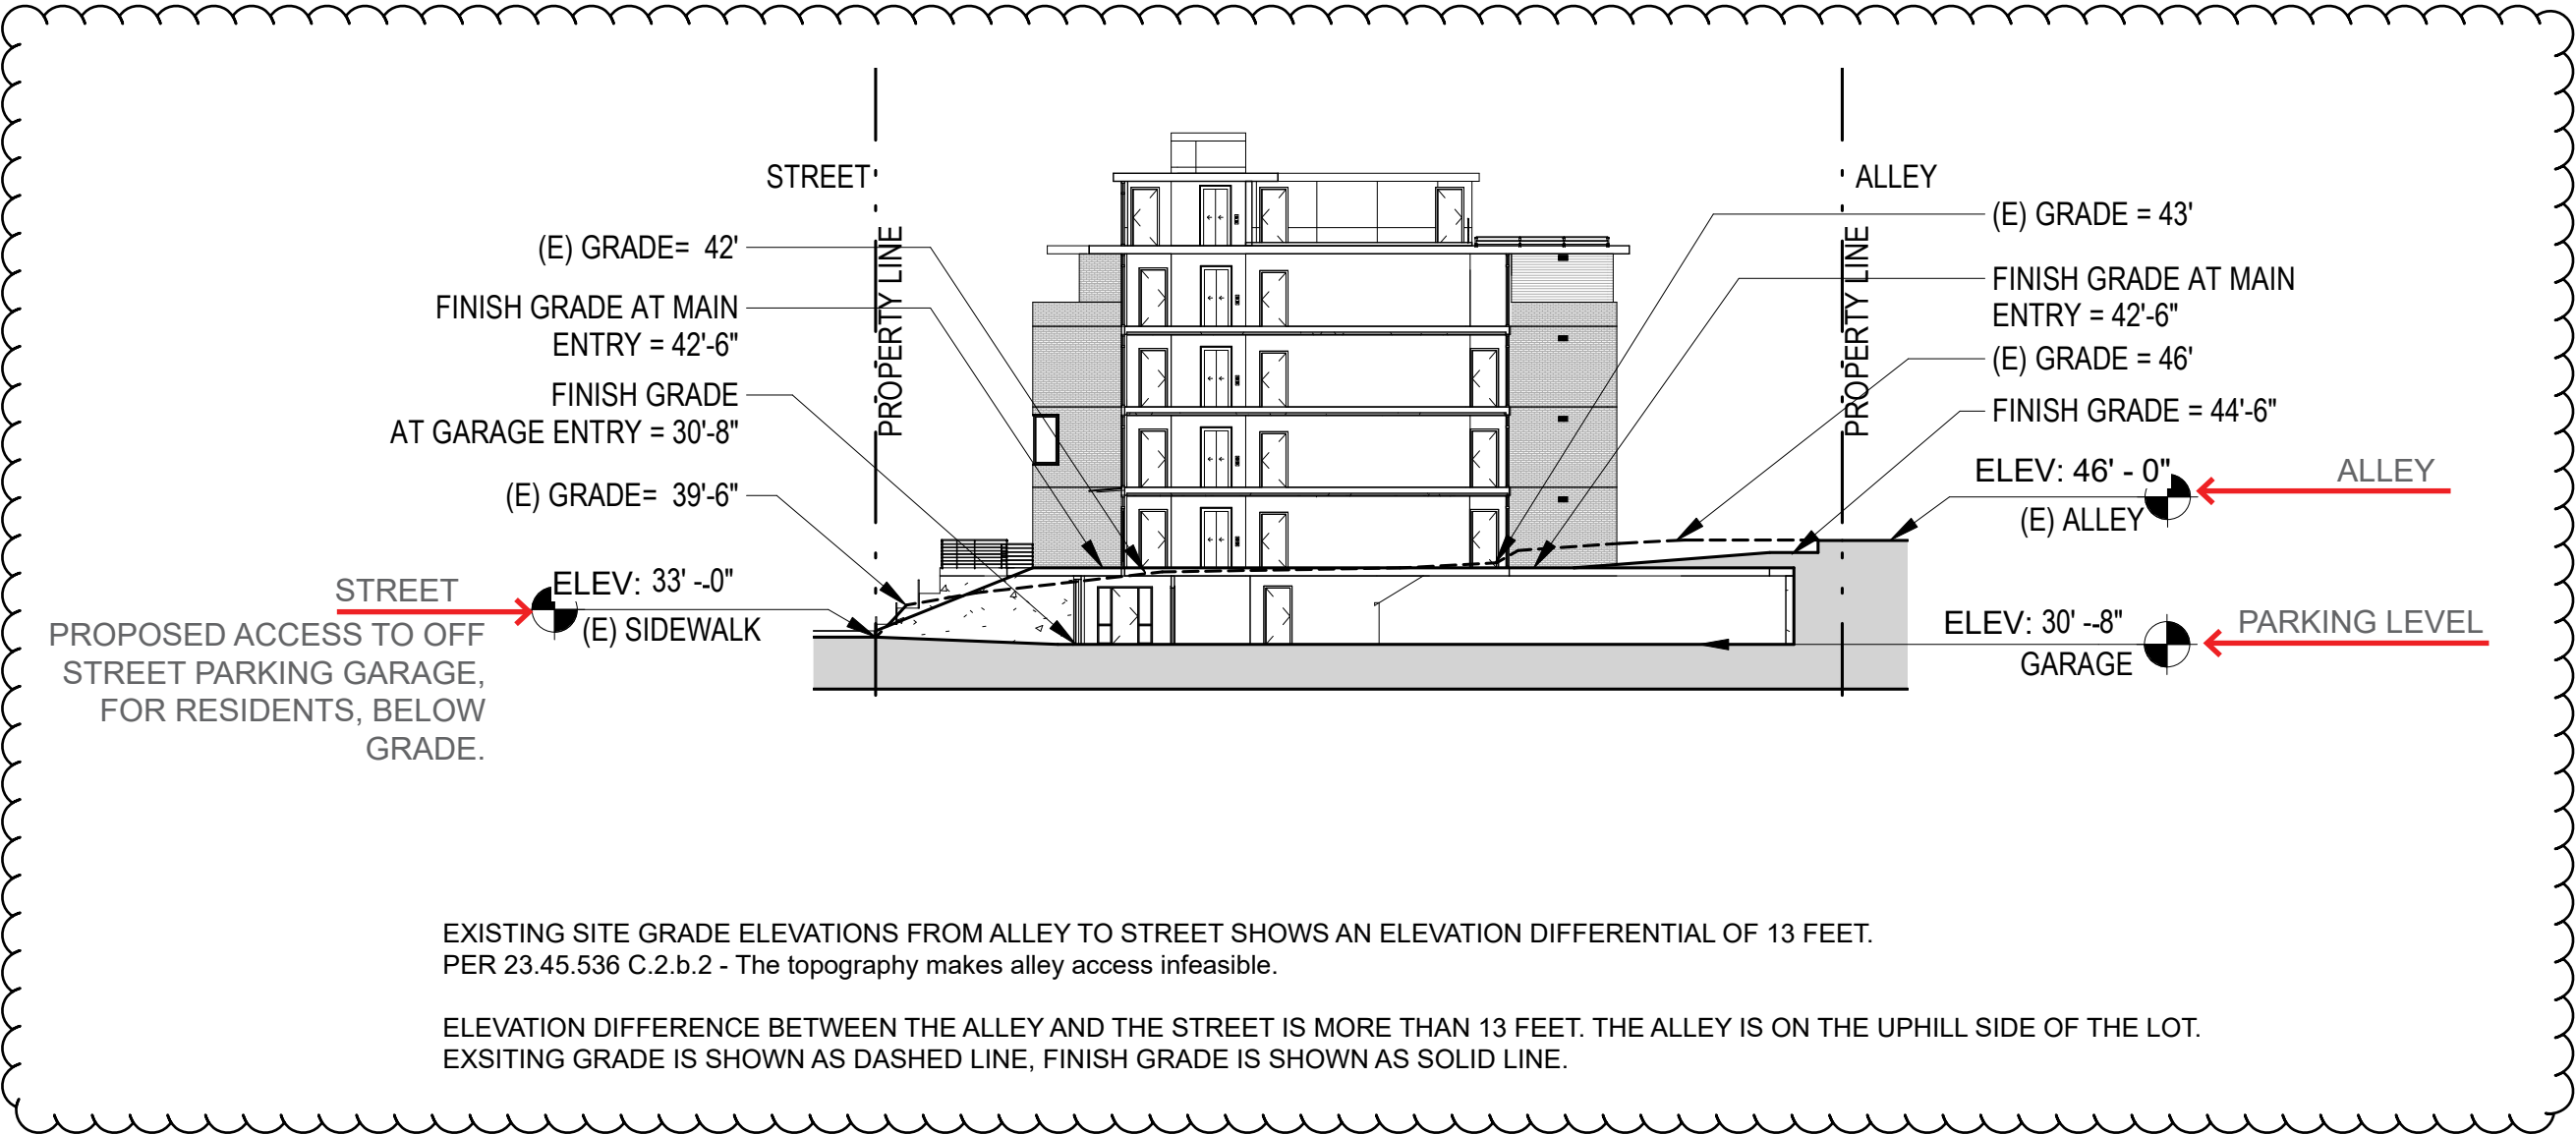 STREET
ALLEY
PROPERTY LINE
PROPERTY LINE
(E) GRADE=  42'
FINISH GRADE AT MAIN
ENTRY = 42'-6"
FINISH GRADE
AT GARAGE ENTRY = 30'-8"
(E) GRADE=  39'-6"
STREET
ELEV: 33' --0"
(E) SIDEWALK
PROPOSED ACCESS TO OFF
STREET PARKING GARAGE,
FOR RESIDENTS, BELOW
GRADE.
(E) GRADE = 43'
FINISH GRADE AT MAIN
ENTRY = 42'-6"
(E) GRADE = 46'
FINISH GRADE = 44'-6"
ELEV: 46' - 0"
ALLEY
(E) ALLEY
ELEV: 30' --8"
PARKING LEVEL
GARAGE
EXISTING SITE GRADE ELEVATIONS FROM ALLEY TO STREET SHOWS AN ELEVATION DIFFERENTIAL OF 13 FEET.
PER 23.45.536 C.2.b.2 - The topography makes alley access infeasible.
ELEVATION DIFFERENCE BETWEEN THE ALLEY AND THE STREET IS MORE THAN 13 FEET. THE ALLEY IS ON THE UPHILL SIDE OF THE LOT.
EXSITING GRADE IS SHOWN AS DASHED LINE, FINISH GRADE IS SHOWN AS SOLID LINE.